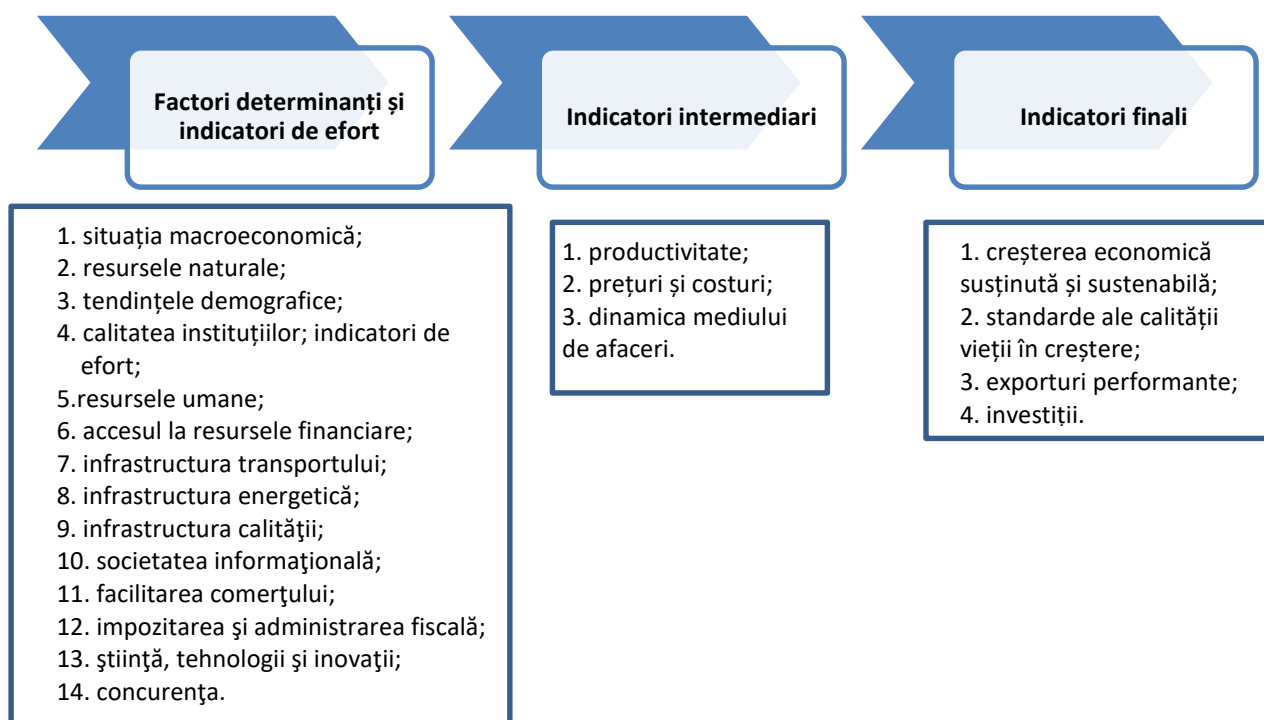 Factori determinanți și
indicatori de efort
Indicatori intermediari
Indicatori finali
1. situația macroeconomică;
2. resursele naturale;
3. tendințele demografice;
4. calitatea instituțiilor; indicatori de
efort;
5.resursele umane;
6. accesul la resursele financiare;
7. infrastructura transportului;
8. infrastructura energetică;
9. infrastructura calităţii;
10. societatea informaţională;
11. facilitarea comerţului;
12. impozitarea şi administrarea fiscală;
13. ştiinţă, tehnologii şi inovaţii;
14. concurenţa.
1. productivitate;
2. prețuri și costuri;
3. dinamica mediului
de afaceri.
1. creșterea economică
susținută și sustenabilă;
2. standarde ale calității
vieții în creștere;
3. exporturi performante;
4. investiții.